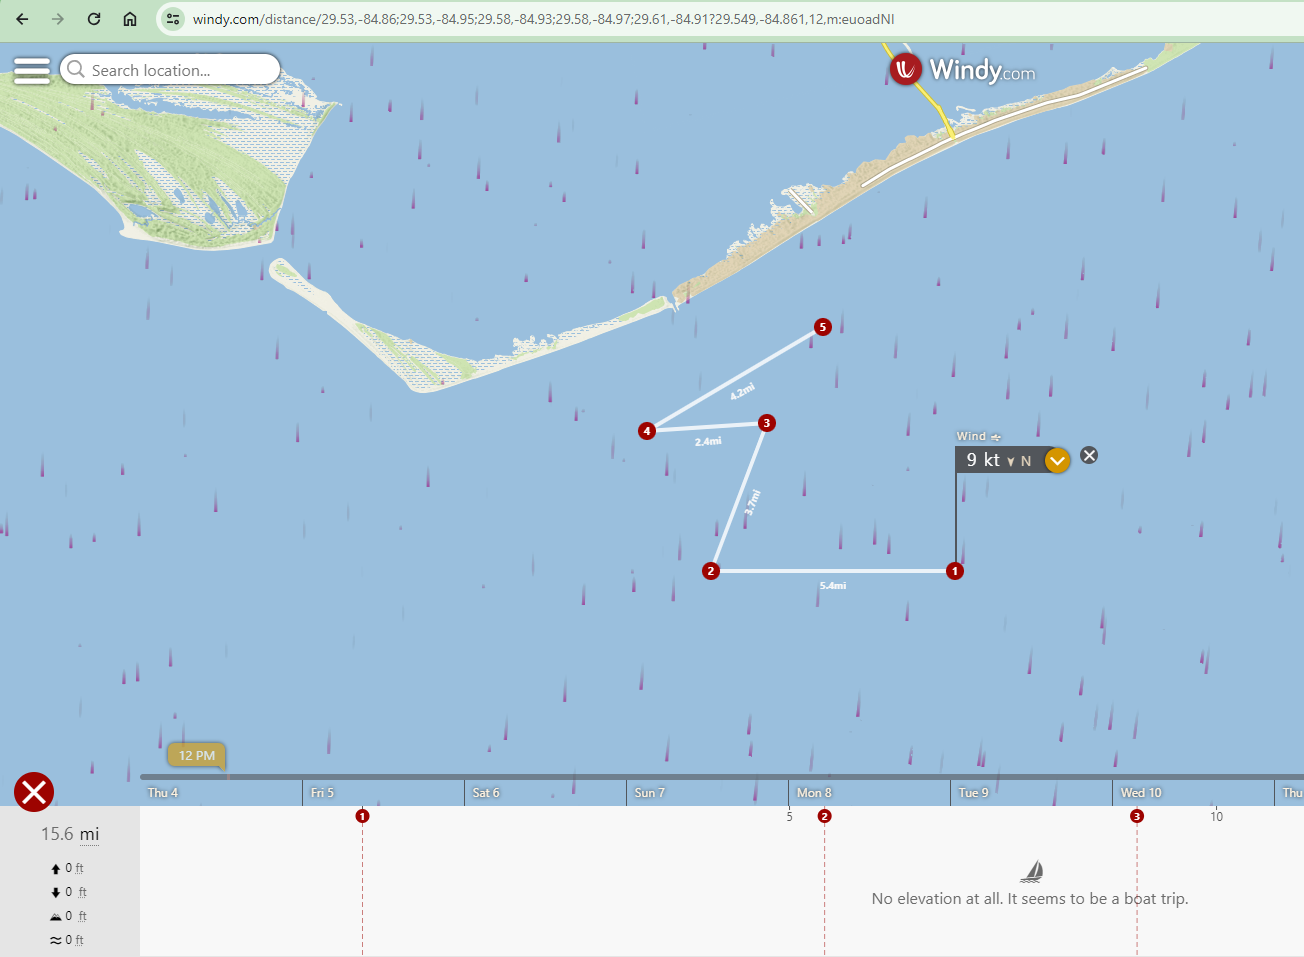 windy.com/distance/29.53,-84.86;29.53,-84.95;29.58,-84.93;29.58,-84.97;29.61,-84.91?29.549,-84.861,12,m:euoadNI
Search location...
Windy.com
5
4.2mi
4
3
2.4mi
Wind
9 kt N
3.7mi
2
1
5.4mi
12 PM
Thu 4
Fri 5
Sat 6
Sun 7
Mon 8
Tue 9
Wed 10
Thu
1
5
2
3
10
15.6 mi
0 ft
0 ft
0 ft
0 ft
No elevation at all. It seems to be a boat trip.